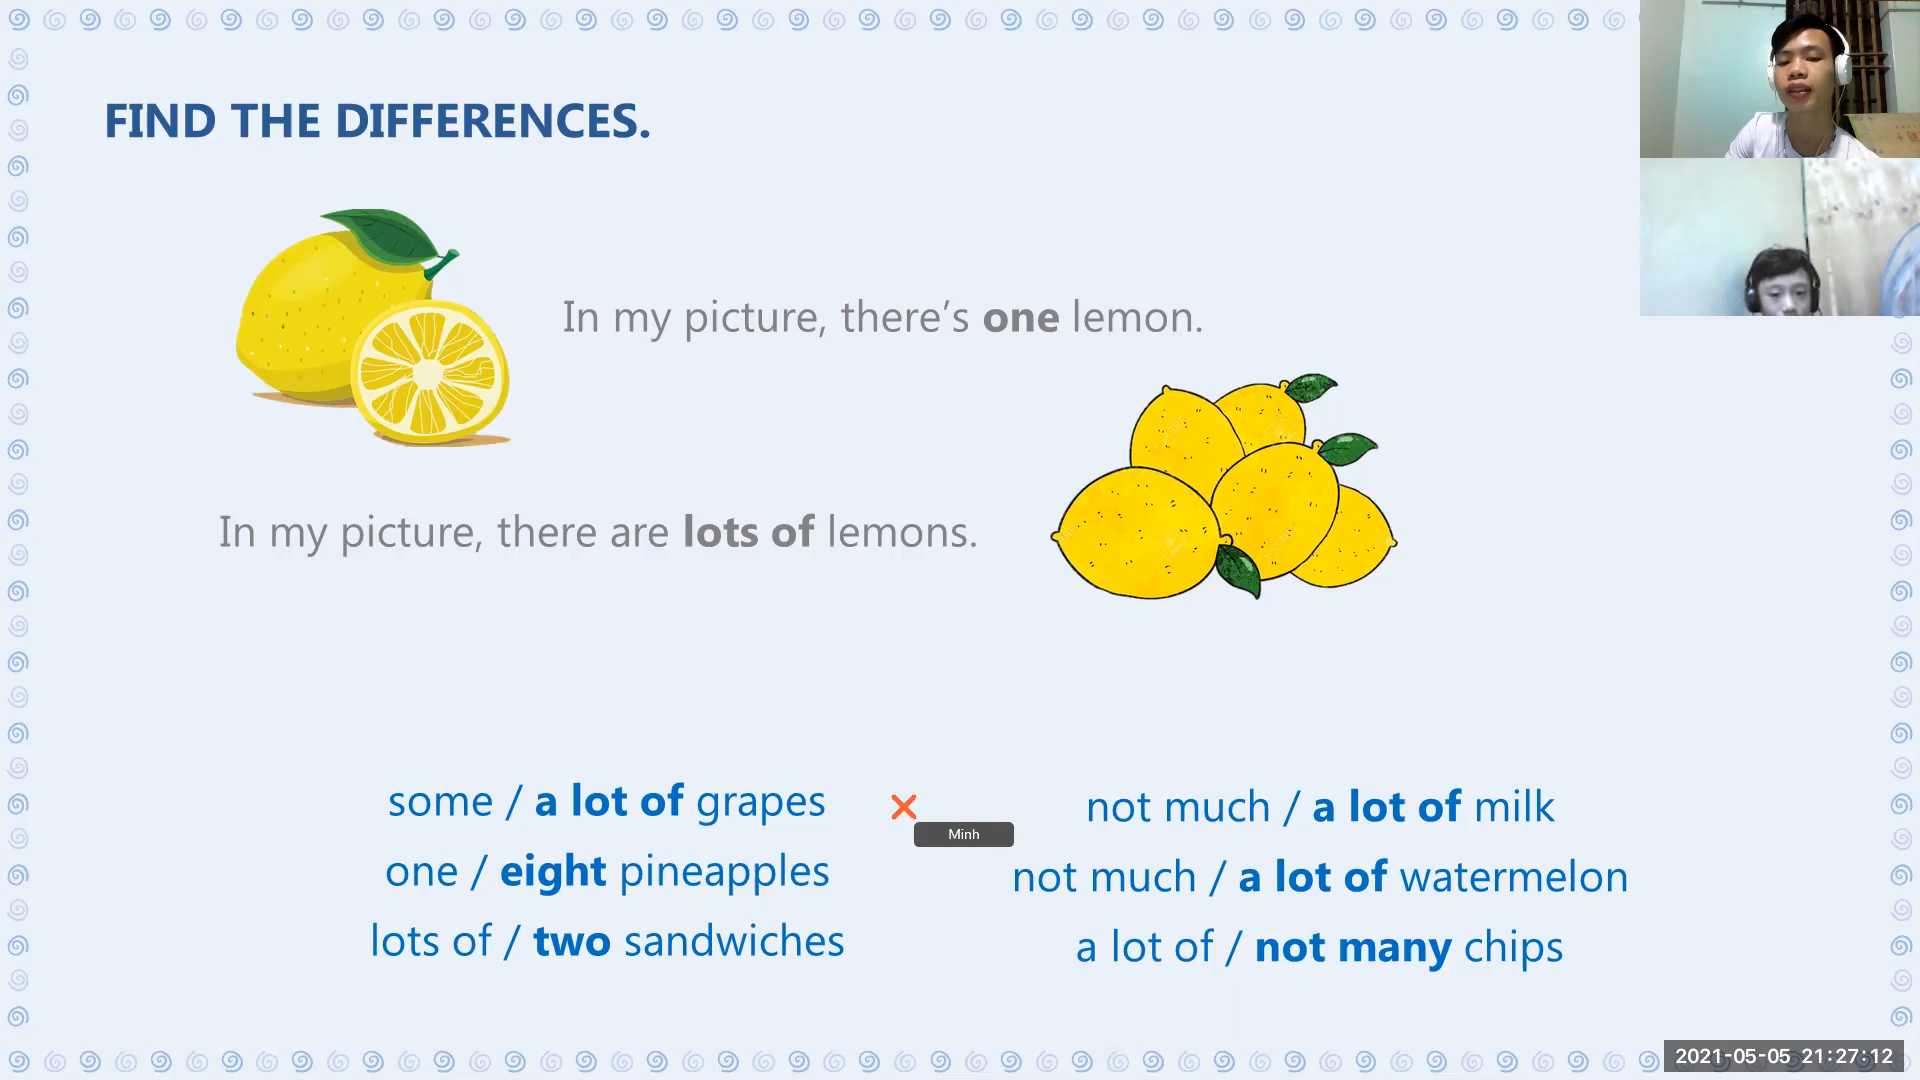 FIND THE DIFFERENCES.
In my picture, there’s one lemon.
In my picture, there are lots of lemons.
some / a lot of grapes
one / eight pineapples
lots of / two sandwiches
Minh
not much / a lot of milk
not much / a lot of watermelon
a lot of / not many chips
2021-05-05 21:27:12